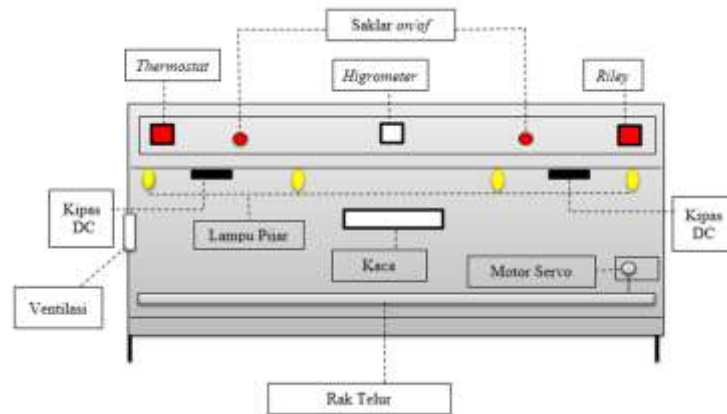 Saklar on/of
Thermostat
Higrometer
Riley
Kipas
DC
Lampu Pijar
Kaca
Motor Servo
Kipas
DC
Ventilasi
Rak Telur